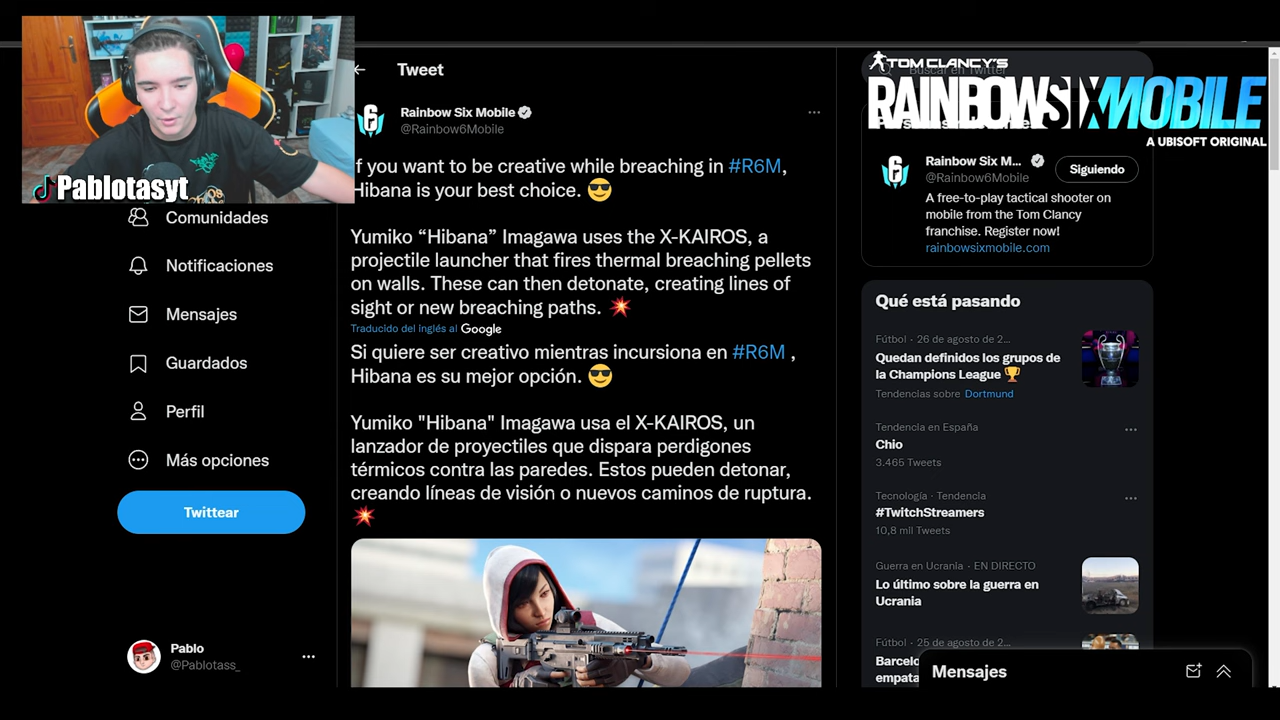 Pablotasyt
Tweet
Rainbow Six Mobile
@Rainbow6Mobile
If you want to be creative while breaching in #R6M,
Hibana is your best choice. 😎
Yumiko “Hibana” Imagawa uses the X-KAIROS, a
projectile launcher that fires thermal breaching pellets
on walls. These can then detonate, creating lines of
sight or new breaching paths. 💥
Traducido del inglés al Google
Si quiere ser creativo mientras incursiona en #R6M ,
Hibana es su mejor opción. 😎
Yumiko "Hibana" Imagawa usa el X-KAIROS, un
lanzador de proyectiles que dispara perdigones
térmicos contra las paredes. Estos pueden detonar,
creando líneas de visión o nuevos caminos de ruptura.
💥
Comunidades
Notificaciones
Mensajes
Guardados
Perfil
Más opciones
Twittear
Pablo
@Pablotass_
Buscar en Twitter
TOM CLANCY'S
RAINBOWSIX MOBILE
A UBISOFT ORIGINAL
Rainbow Six M...
@Rainbow6Mobile
Siguiendo
A free-to-play tactical shooter on
mobile from the Tom Clancy
franchise. Register now!
rainbowsixmobile.com
Qué está pasando
Fútbol · 26 de agosto de 2...
Quedan definidos los grupos de
la Champions League 🏆
Tendencias sobre Dortmund
Tendencia en España
Chio
3.465 Tweets
Tecnología · Tendencia
#TwitchStreamers
10,8 mil Tweets
Guerra en Ucrania · EN DIRECTO
Lo último sobre la guerra en
Ucrania
Fútbol · 25 de agosto de 2...
Barcelo
empata
Mensajes